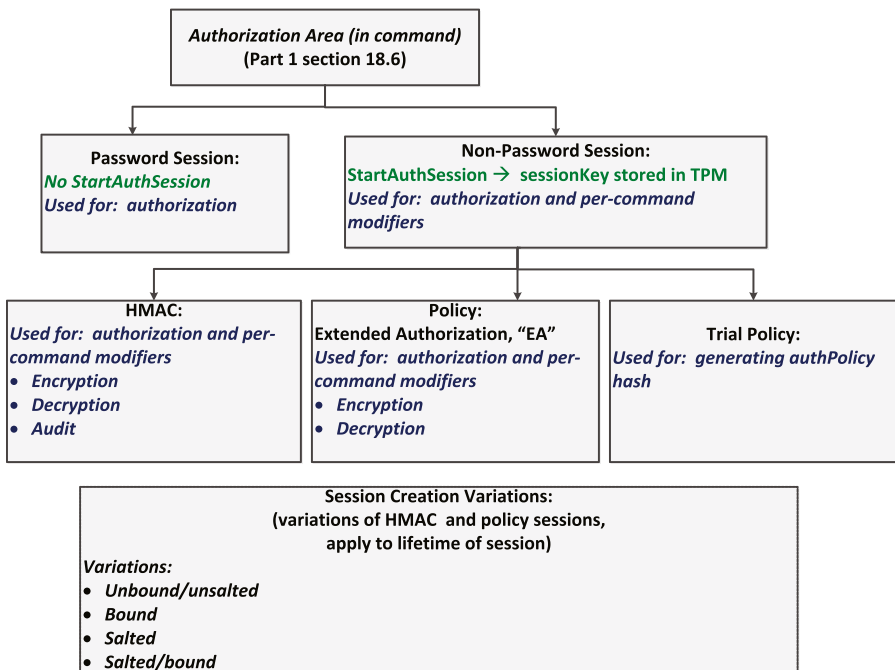 Authorization Area (in command)
(Part 1 section 18.6)
Password Session:
No StartAuthSession
Used for: authorization
Non-Password Session:
StartAuthSession → sessionKey stored in TPM
Used for: authorization and per-command
modifiers
HMAC:
Used for: authorization and per-
command modifiers
• Encryption
• Decryption
• Audit
Policy:
Extended Authorization, “EA”
Used for: authorization and per-
command modifiers
• Encryption
• Decryption
Trial Policy:
Used for: generating authPolicy
hash
Session Creation Variations:
(variations of HMAC and policy sessions,
apply to lifetime of session)
Variations:
• Unbound/unsalted
• Bound
• Salted
• Salted/bound